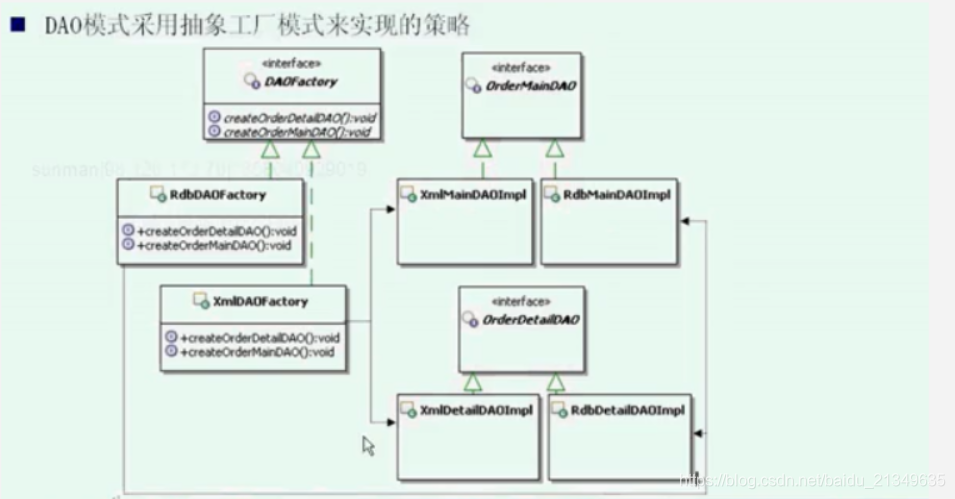 DAO模式采用抽象工厂模式来实现的策略
«interface»
DAOFactory
createOrderDetailDAO():void
createOrderMainDAO():void
«interface»
OrderMainDAO
RdbDAOFactory
+createOrderDetailDAO():void
+createOrderMainDAO():void
XmlMainDAOImpl
RdbMainDAOImpl
XmlDAOFactory
+createOrderDetailDAO():void
+createOrderMainDAO():void
«interface»
OrderDetailDAO
XmlDetailDAOImpl
RdbDetailDAOImpl
https://blog.csdn.net/baidu_21349635